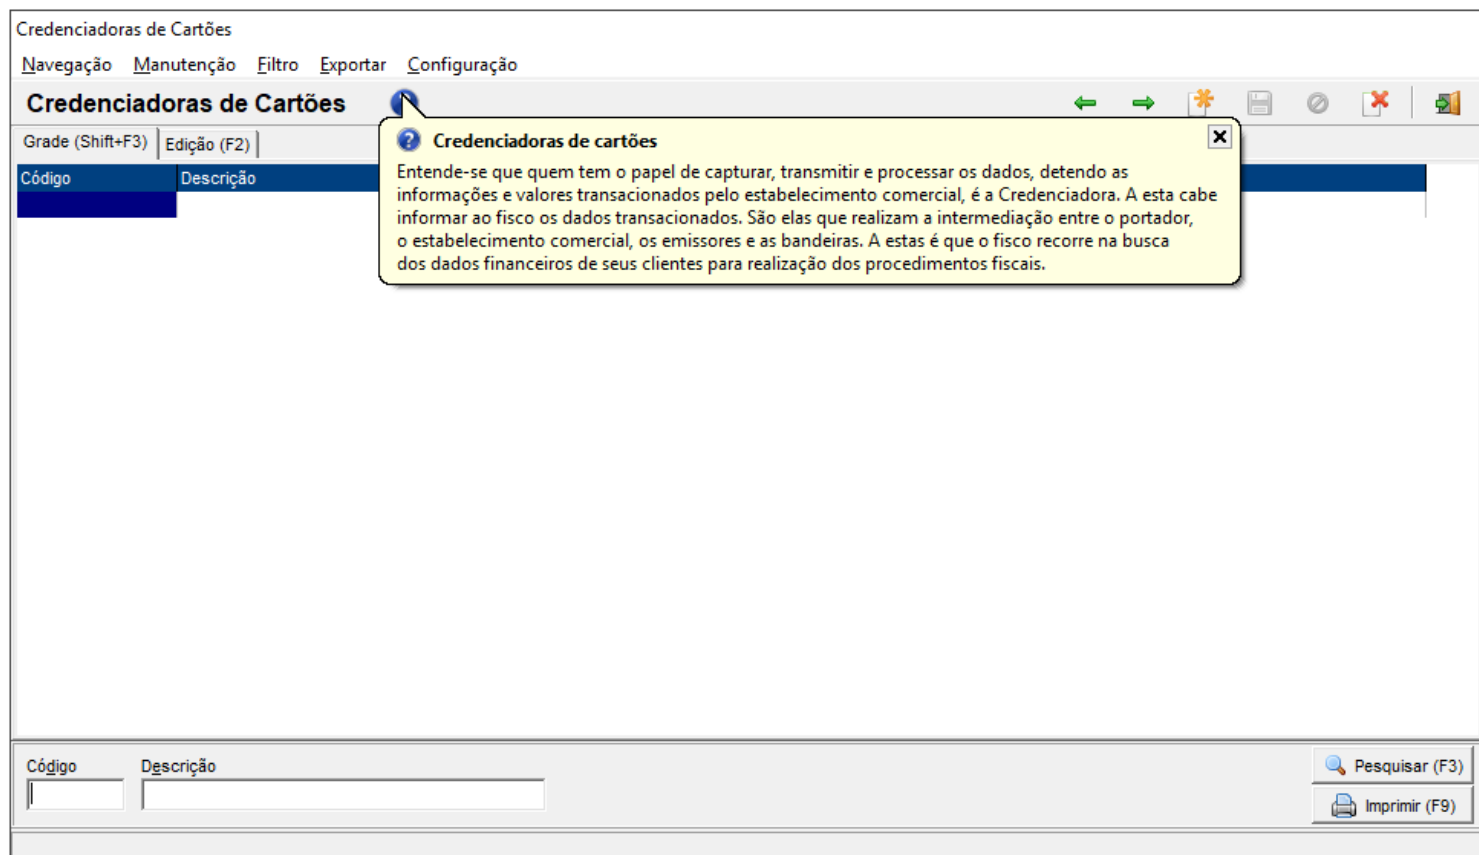 Credenciadoras de Cartões
Navegação Manutenção Filtro Exportar Configuração
Credenciadoras de Cartões
Grade (Shift+F3) Edição (F2)
Credenciadoras de cartões
Entende-se que quem tem o papel de capturar, transmitir e processar os dados, detendo as
informações e valores transacionados pelo estabelecimento comercial, é a Credenciadora. A esta cabe
informar ao fisco os dados transacionados. São elas que realizam a intermediação entre o portador,
o estabelecimento comercial, os emissores e as bandeiras. A estas é que o fisco recorre na busca
dos dados financeiros de seus clientes para realização dos procedimentos fiscais.
Código Descrição
Código Descrição
Pesquisar (F3)
Imprimir (F9)